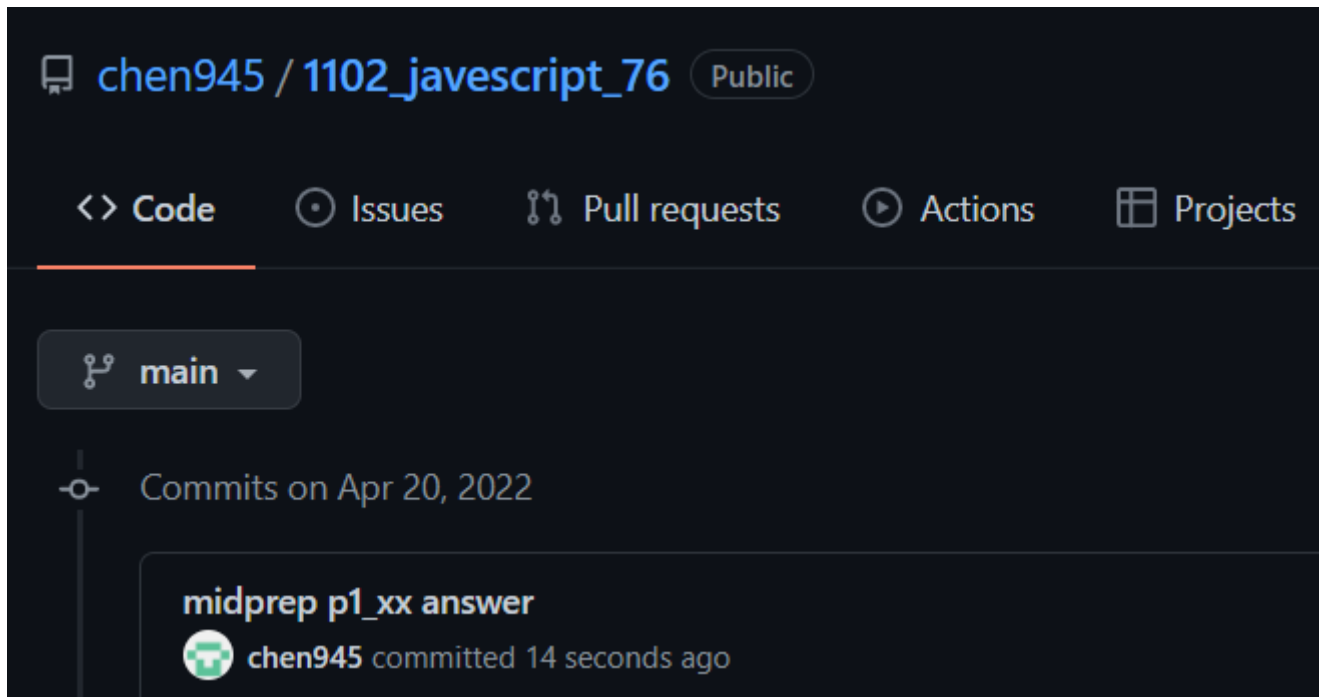 chen945 / 1102_javescript_76 Public
<> Code Issues Pull requests Actions Projects
main
Commits on Apr 20, 2022
midprep p1_xx answer
chen945 committed 14 seconds ago